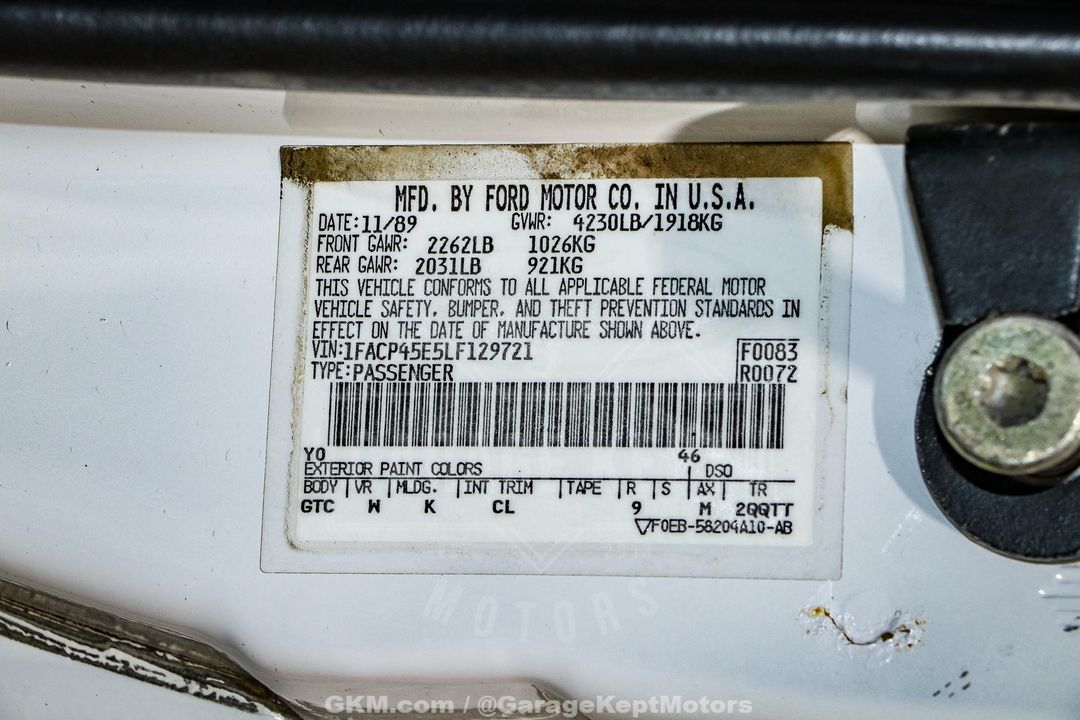 MFD. BY FORD MOTOR CO. IN U.S.A.
DATE: 11/89 GVWR: 4230LB/1918KG
FRONT GAWR: 2262LB 1026KG
REAR GAWR: 2031LB 921KG
THIS VEHICLE CONFORMS TO ALL APPLICABLE FEDERAL MOTOR
VEHICLE SAFETY, BUMPER, AND THEFT PREVENTION STANDARDS IN
EFFECT ON THE DATE OF MANUFACTURE SHOWN ABOVE.
VIN: 1FACP45E5LF129721 F0083
TYPE: PASSENGER R0072
YO 46
EXTERIOR PAINT COLORS DSO
BODY VR MLDG. INT TRIM TAPE R S AX TR
GTC W K CL 9 M 2QQTT
F0EB-58204A10-AB
MOTORS
GKM.com / @GarageKeptMotors